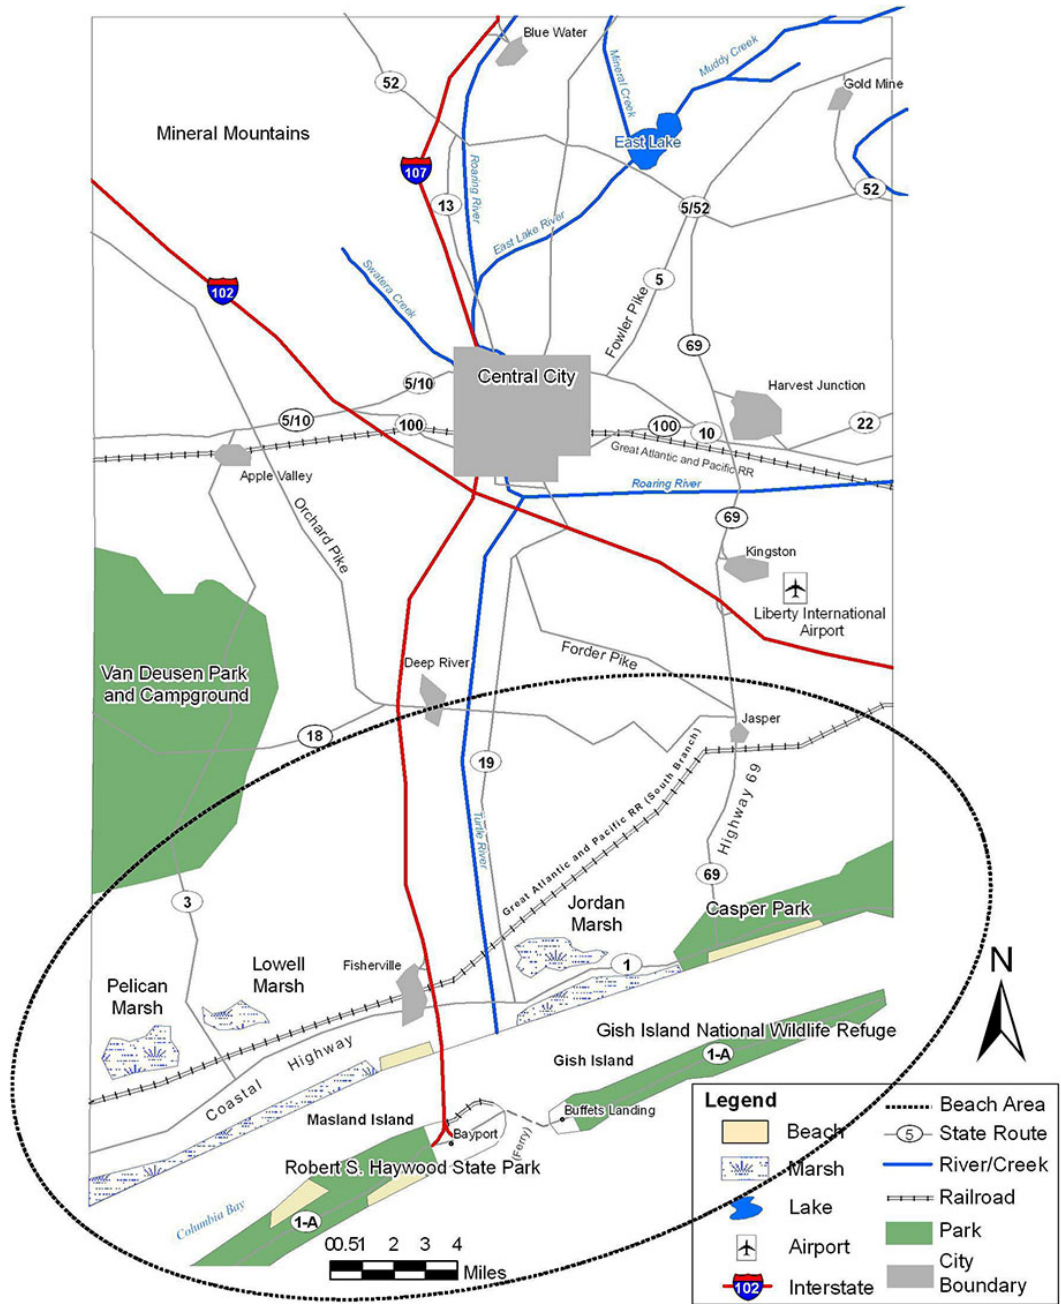 Blue Water
52
Mineral Creek
Muddy Creek
Gold Mine
Mineral Mountains
East Lake
107
Roaring River
13
52
5/52
East Lake River
Swatera Creek
5
102
Fowler Pike
69
Central City
5/10
Harvest Junction
5/10
100
100
10
22
Great Atlantic and Pacific RR
Apple Valley
Roaring River
Orchard Pike
69
Kingston
Liberty International
Airport
Forder Pike
Deep River
Van Deusen Park
and Campground
Jasper
18
19
Great Atlantic and Pacific RR (South Branch)
Highway 69
Turtle River
69
3
Jordan
Marsh
Casper Park
Lowell
Marsh
Fisherville
1
Pelican
Marsh
N
Gish Island National Wildlife Refuge
1-A
Gish Island
Coastal Highway
Masland Island
Buffets Landing
Bayport
(Ferry)
Robert S. Haywood State Park
Columbia Bay
1-A
0 0.5 1 2 3 4
Miles
Legend
Beach
Marsh
Lake
Airport
102
Interstate
Beach Area
5
State Route
River/Creek
Railroad
Park
City
Boundary